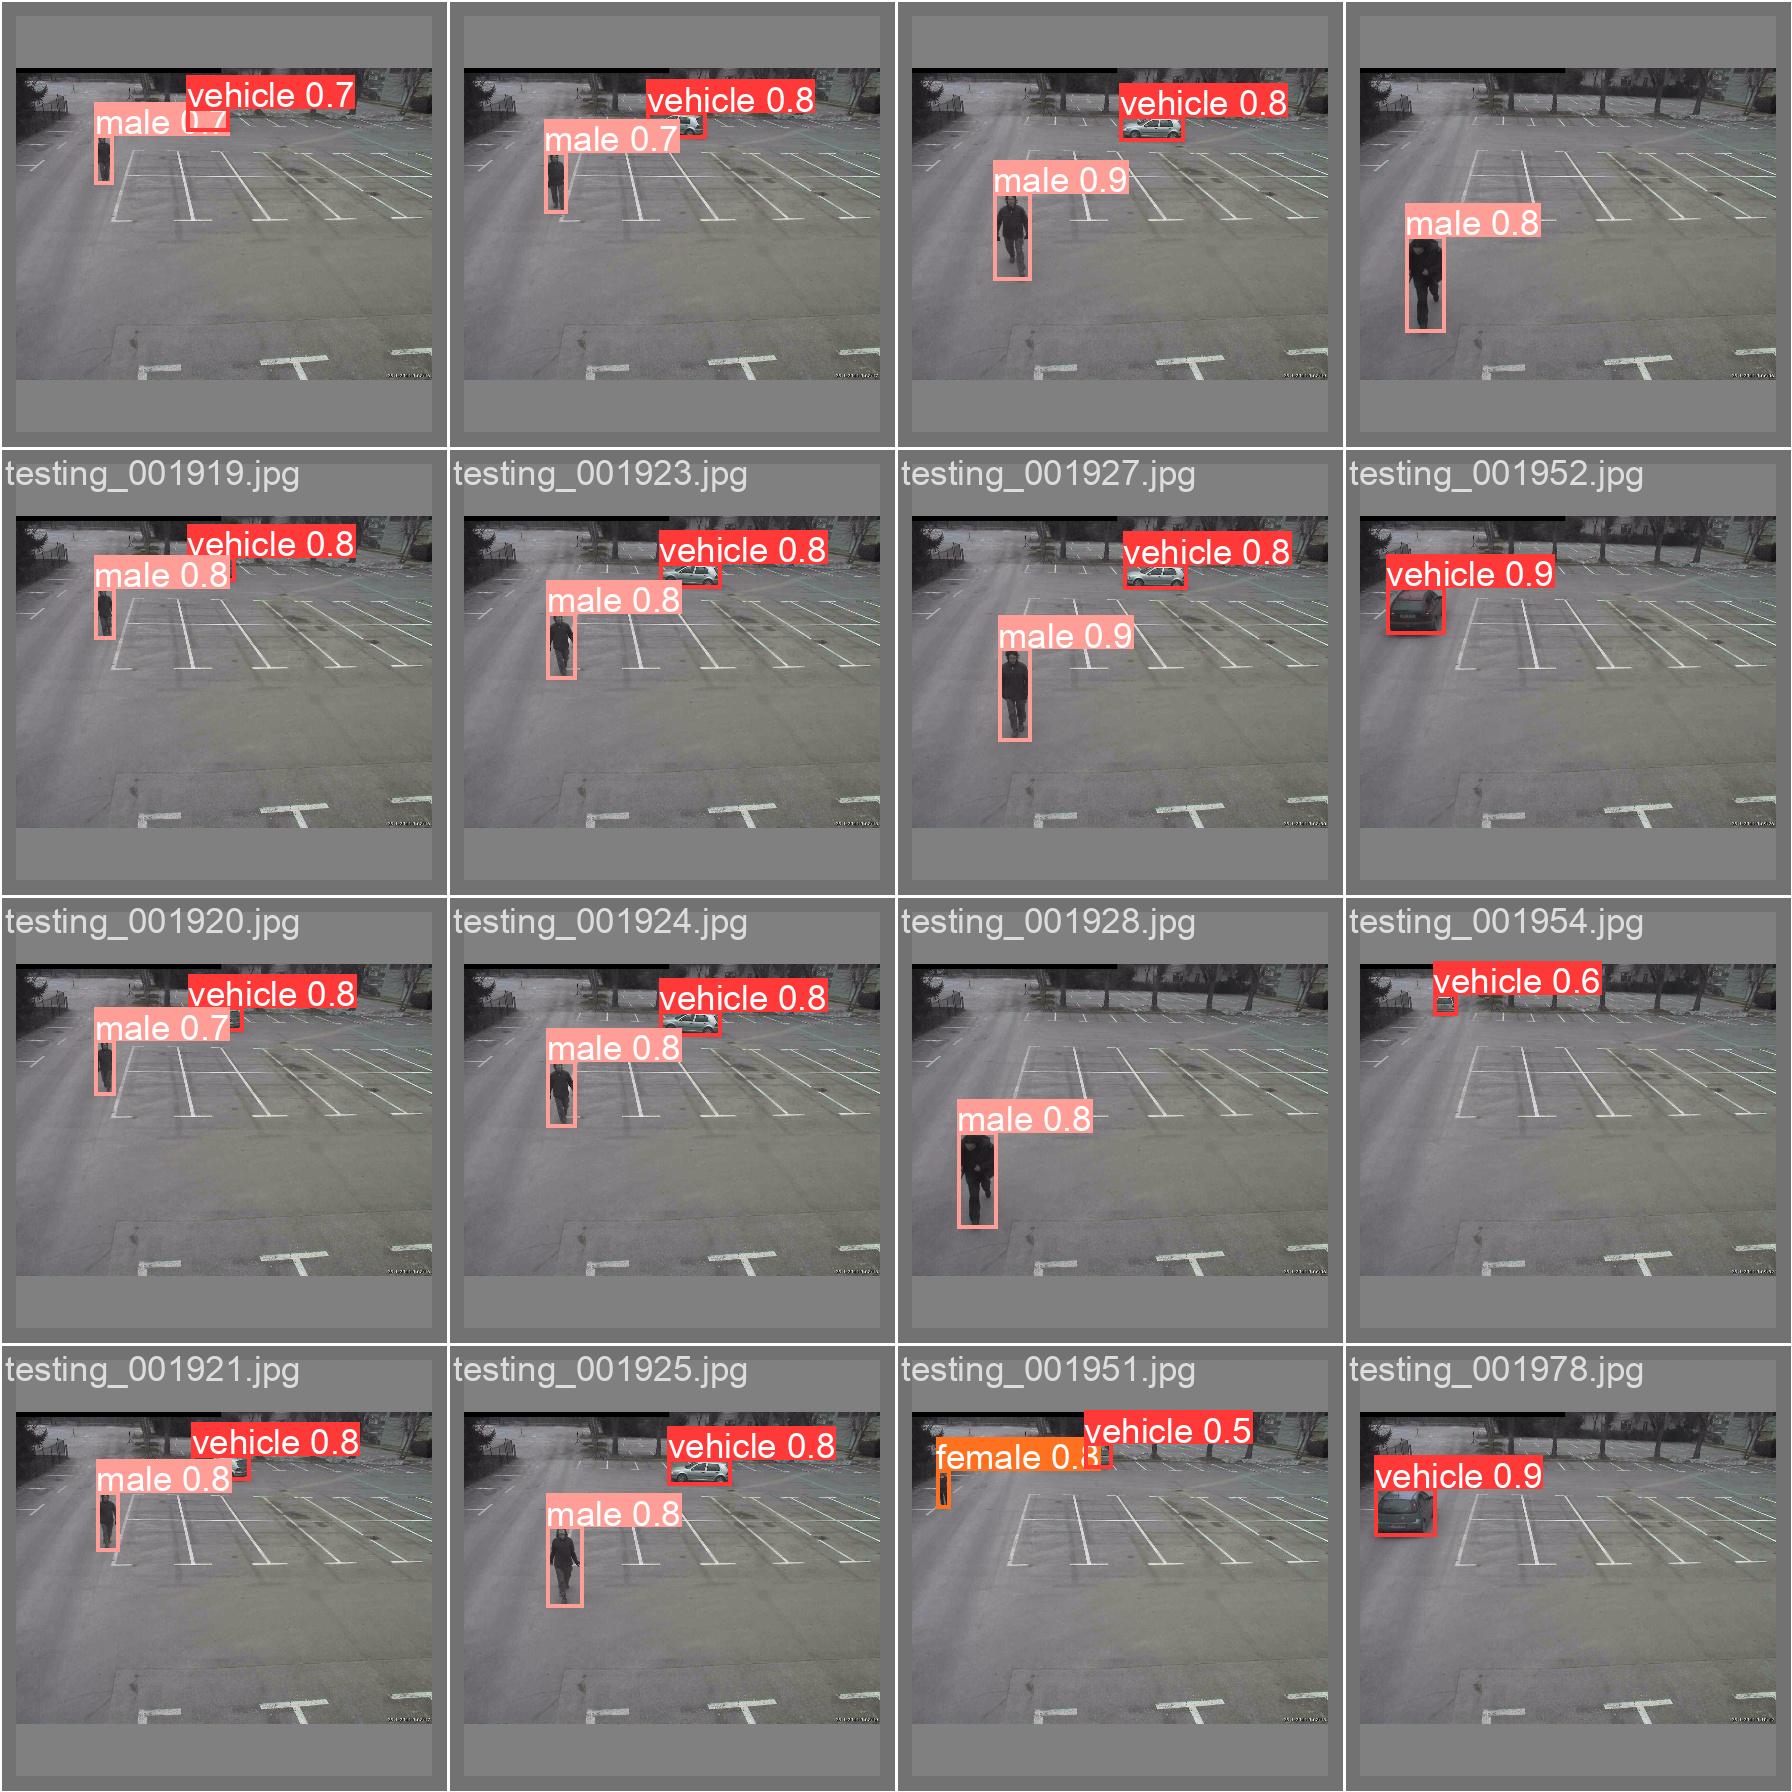 vehicle 0.7
male 0.7
vehicle 0.8
male 0.7
vehicle 0.8
male 0.9
male 0.8
testing_001919.jpg
testing_001923.jpg
testing_001927.jpg
testing_001952.jpg
vehicle 0.8
male 0.8
vehicle 0.8
male 0.8
vehicle 0.8
male 0.9
vehicle 0.9
testing_001920.jpg
testing_001924.jpg
testing_001928.jpg
testing_001954.jpg
vehicle 0.8
male 0.7
vehicle 0.8
male 0.8
male 0.8
vehicle 0.6
testing_001921.jpg
testing_001925.jpg
testing_001951.jpg
testing_001978.jpg
vehicle 0.8
male 0.8
vehicle 0.8
male 0.8
female 0.8
vehicle 0.5
vehicle 0.9